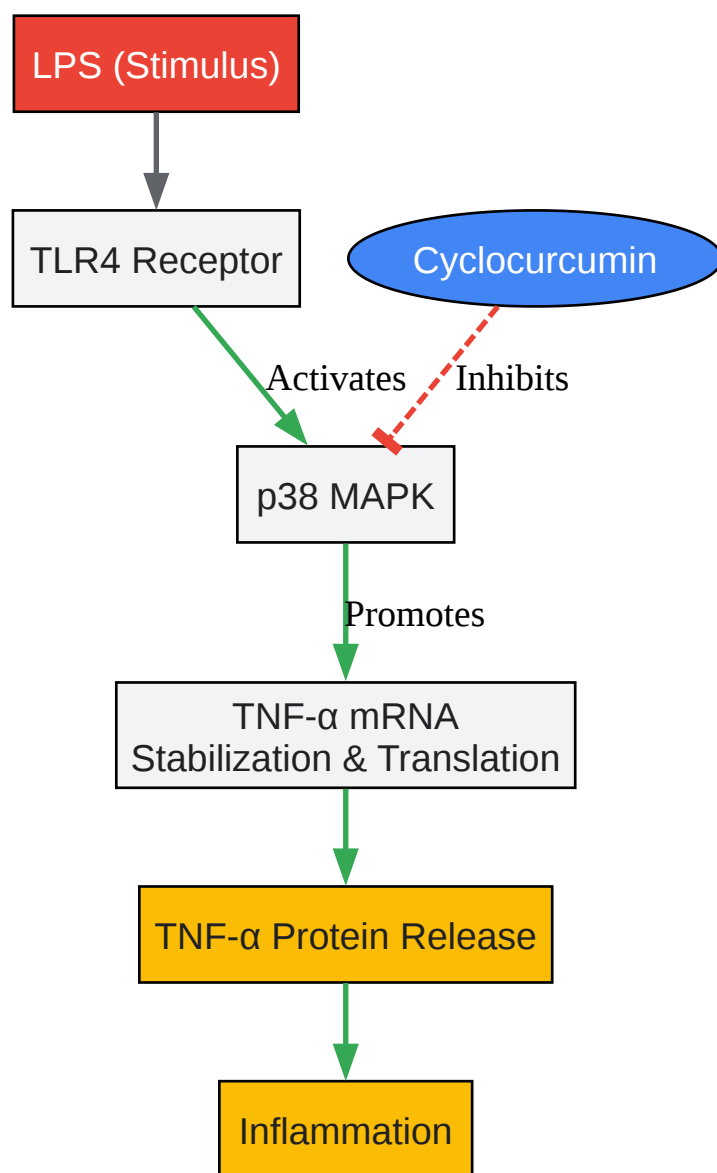 LPS (Stimulus)
TLR4 Receptor
Cyclocurcumin
Activates
Inhibits
p38 MAPK
Promotes
TNF-α mRNA
Stabilization & Translation
TNF-α Protein Release
Inflammation